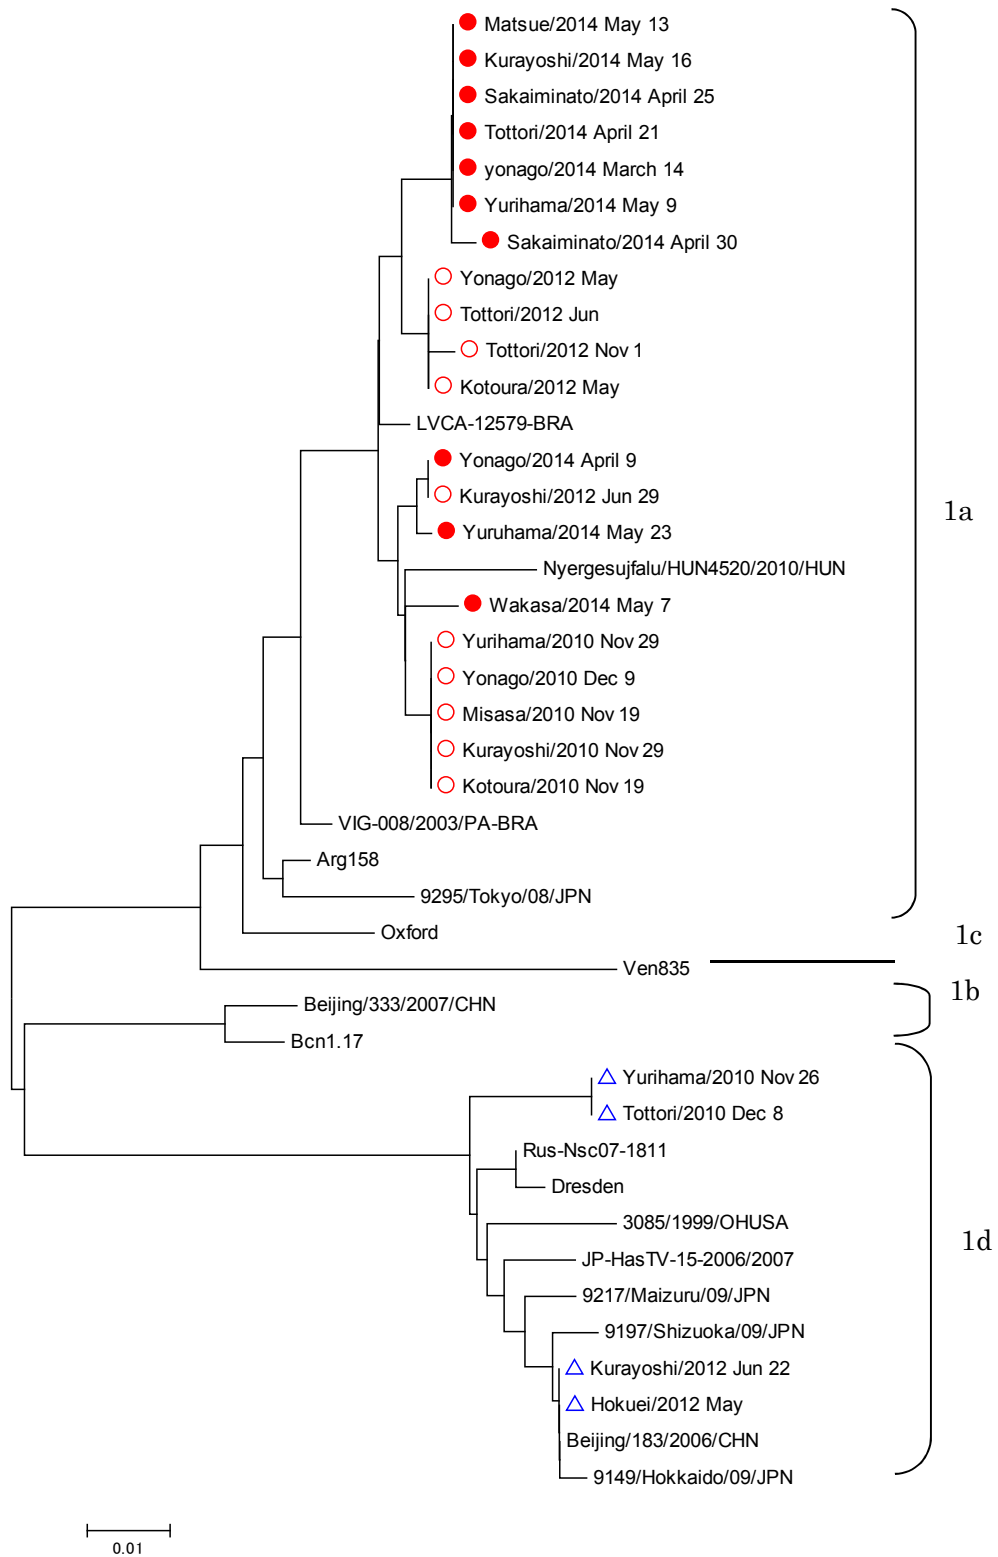 Matsue/2014 May 13
Kurayoshi/2014 May 16
Sakaiminato/2014 April 25
Tottori/2014 April 21
yonago/2014 March 14
Yurihama/2014 May 9
Sakaiminato/2014 April 30
Yonago/2012 May
Tottori/2012 Jun
Tottori/2012 Nov 1
Kotoura/2012 May
LVCA-12579-BRA
Yonago/2014 April 9
Kurayoshi/2012 Jun 29
1a
Yuruhama/2014 May 23
Nyergesujfalu/HUN4520/2010/HUN
Wakasa/2014 May 7
Yurihama/2010 Nov 29
Yonago/2010 Dec 9
Misasa/2010 Nov 19
Kurayoshi/2010 Nov 29
Kotoura/2010 Nov 19
VIG-008/2003/PA-BRA
Arg158
9295/Tokyo/08/JPN
Oxford
1c
Ven835
1b
Beijing/333/2007/CHN
Bcn1.17
Yurihama/2010 Nov 26
Tottori/2010 Dec 8
Rus-Nsc07-1811
Dresden
3085/1999/OHUSA
1d
JP-HasTV-15-2006/2007
9217/Maizuru/09/JPN
9197/Shizuoka/09/JPN
Kurayoshi/2012 Jun 22
Hokuei/2012 May
Beijing/183/2006/CHN
9149/Hokkaido/09/JPN
0.01